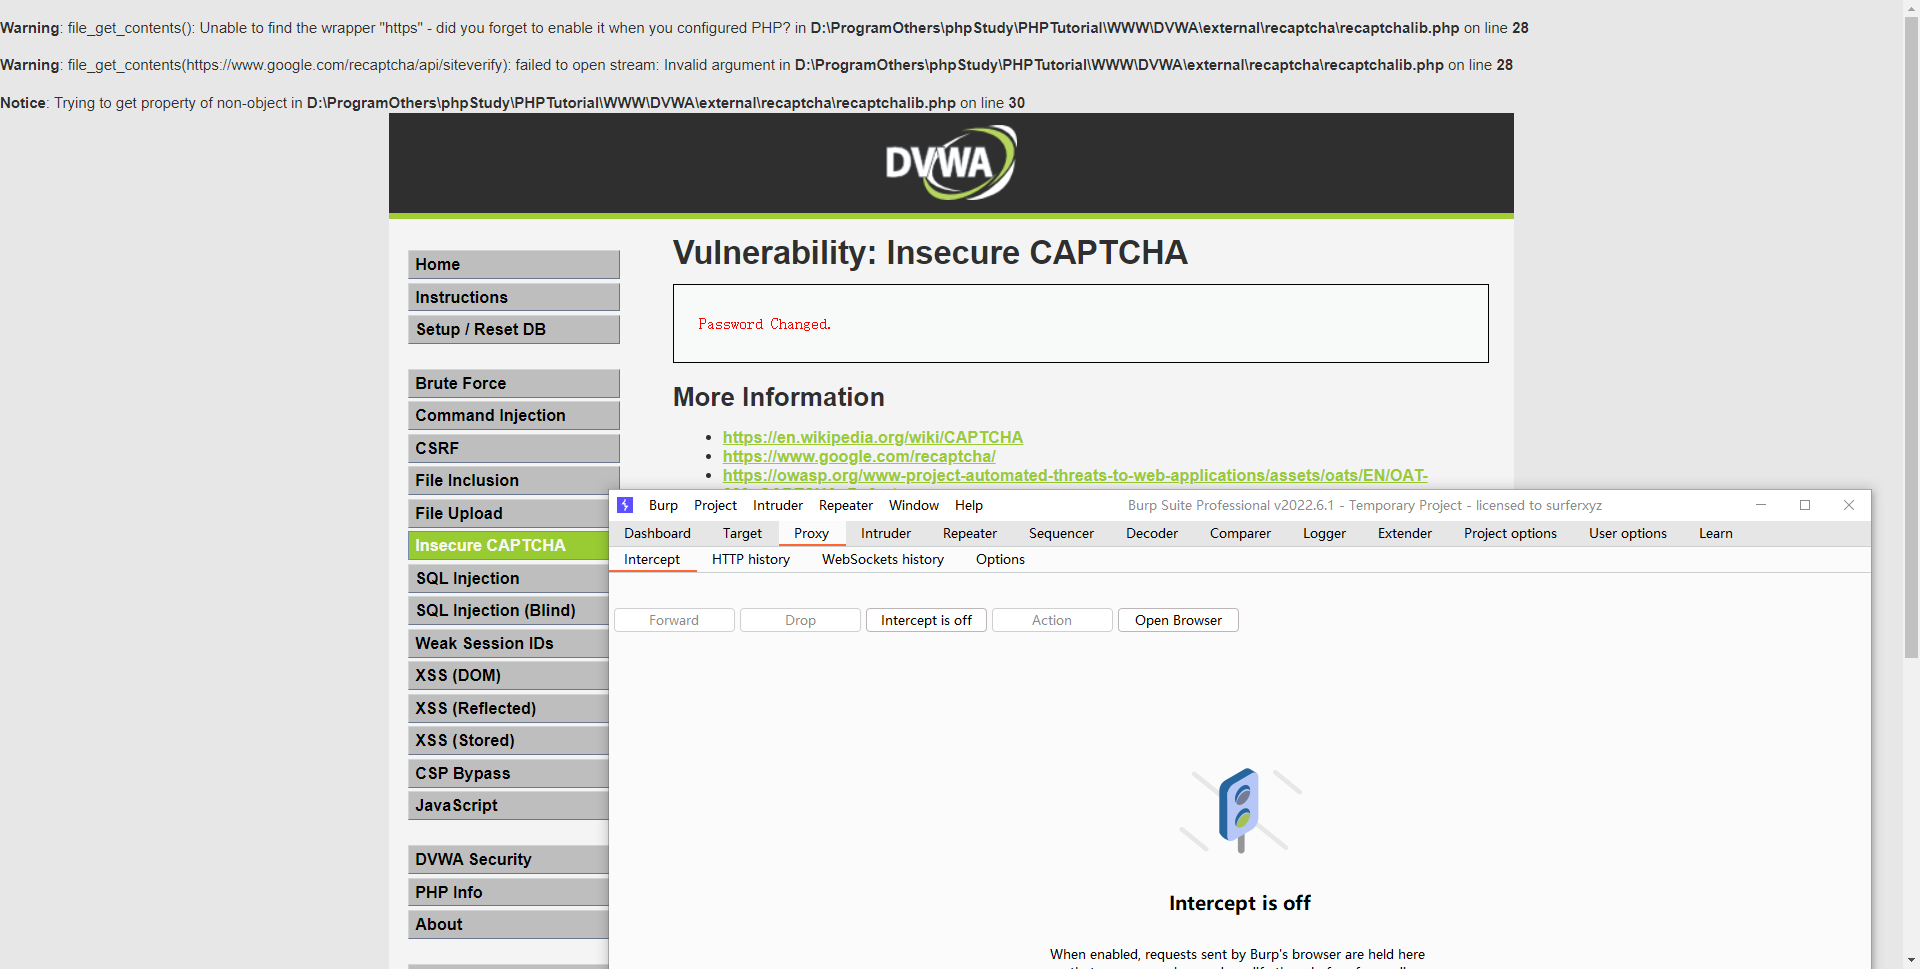 Warning: file_get_contents(): Unable to find the wrapper "https" - did you forget to enable it when you configured PHP? in D:\ProgramOthers\phpStudy\PHPTutorial\WWW\DVWA\external\recaptcha\recaptchalib.php on line 28
Warning: file_get_contents(https://www.google.com/recaptcha/api/siteverify): failed to open stream: Invalid argument in D:\ProgramOthers\phpStudy\PHPTutorial\WWW\DVWA\external\recaptcha\recaptchalib.php on line 28
Notice: Trying to get property of non-object in D:\ProgramOthers\phpStudy\PHPTutorial\WWW\DVWA\external\recaptcha\recaptchalib.php on line 30
DVWA
Home
Instructions
Setup / Reset DB
Brute Force
Command Injection
CSRF
File Inclusion
File Upload
Insecure CAPTCHA
SQL Injection
SQL Injection (Blind)
Weak Session IDs
XSS (DOM)
XSS (Reflected)
XSS (Stored)
CSP Bypass
JavaScript
DVWA Security
PHP Info
About
Vulnerability: Insecure CAPTCHA
Password Changed.
More Information
https://en.wikipedia.org/wiki/CAPTCHA
https://www.google.com/recaptcha/
https://owasp.org/www-project-automated-threats-to-web-applications/assets/oats/EN/OAT-
Burp Project Intruder Repeater Window Help Burp Suite Professional v2022.6.1 - Temporary Project - licensed to surferxyz
Dashboard Target Proxy Intruder Repeater Sequencer Decoder Comparer Logger Extender Project options User options Learn
Intercept HTTP history WebSockets history Options
Forward Drop Intercept is off Action Open Browser
Intercept is off
When enabled, requests sent by Burp's browser are held here